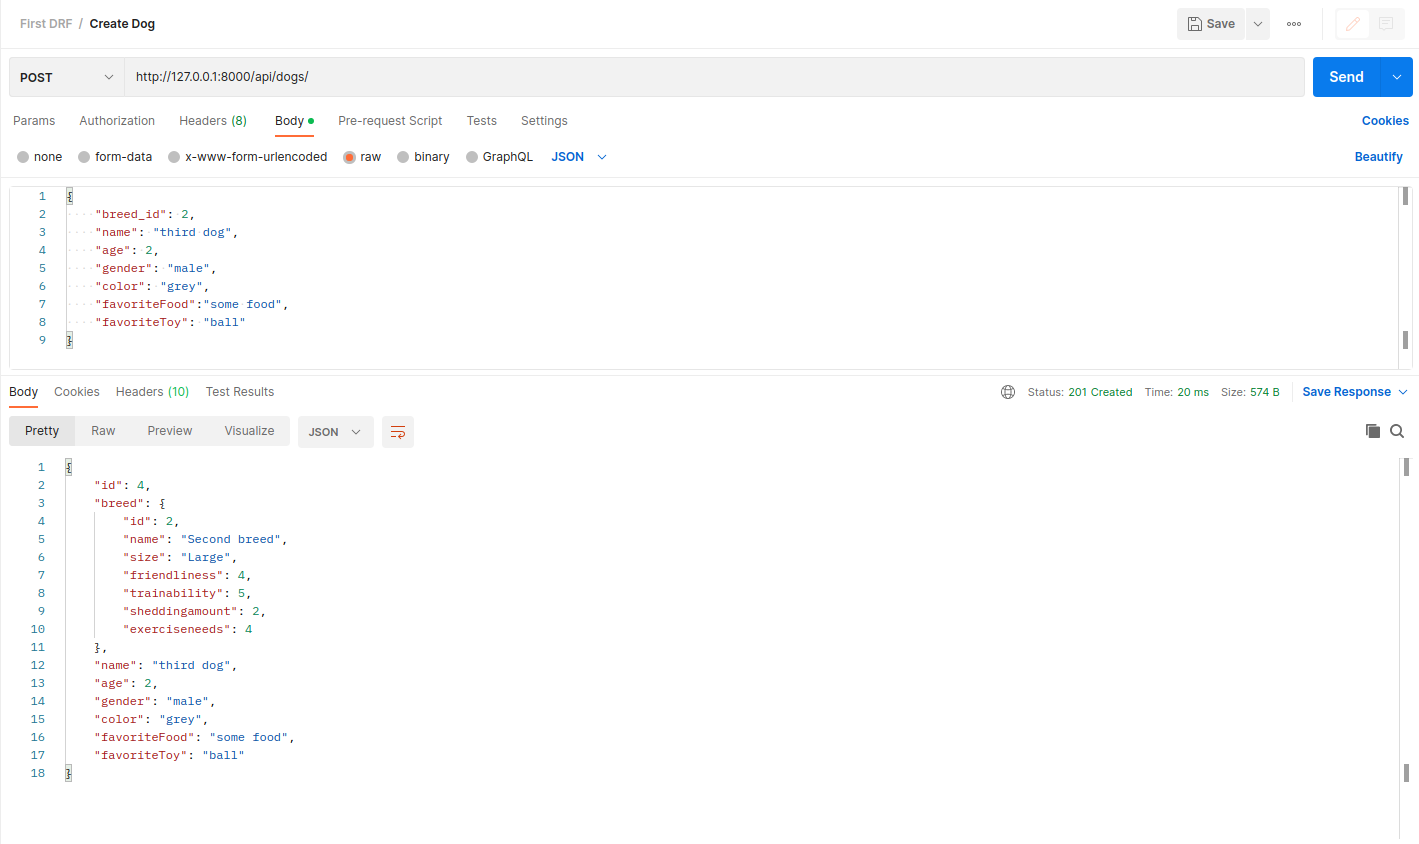 First DRF / Create Dog Save
POST http://127.0.0.1:8000/api/dogs/ Send
Params Authorization Headers (8) Body Pre-request Script Tests Settings Cookies
none form-data x-www-form-urlencoded raw binary GraphQL JSON Beautify
1 {
2 "breed_id": 2,
3 "name": "third dog",
4 "age": 2,
5 "gender": "male",
6 "color": "grey",
7 "favoriteFood":"some food",
8 "favoriteToy": "ball"
9 }
Body Cookies Headers (10) Test Results Status: 201 Created Time: 20 ms Size: 574 B Save Response
Pretty Raw Preview Visualize JSON
1 {
2 "id": 4,
3 "breed": {
4 "id": 2,
5 "name": "Second breed",
6 "size": "Large",
7 "friendliness": 4,
8 "trainability": 5,
9 "sheddingamount": 2,
10 "exerciseneeds": 4
11 },
12 "name": "third dog",
13 "age": 2,
14 "gender": "male",
15 "color": "grey",
16 "favoriteFood": "some food",
17 "favoriteToy": "ball"
18 }